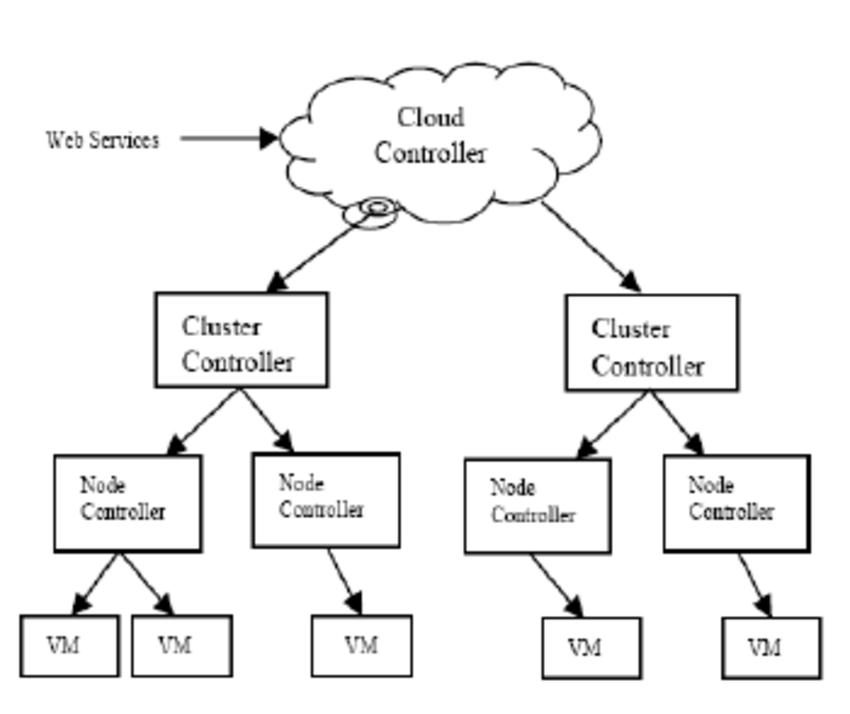 Cloud
Controller
Web Services
Cluster
Controller
Cluster
Controller
Node
Controller
Node
Controller
Node
Controller
Node
Controller
VM
VM
VM
VM
VM